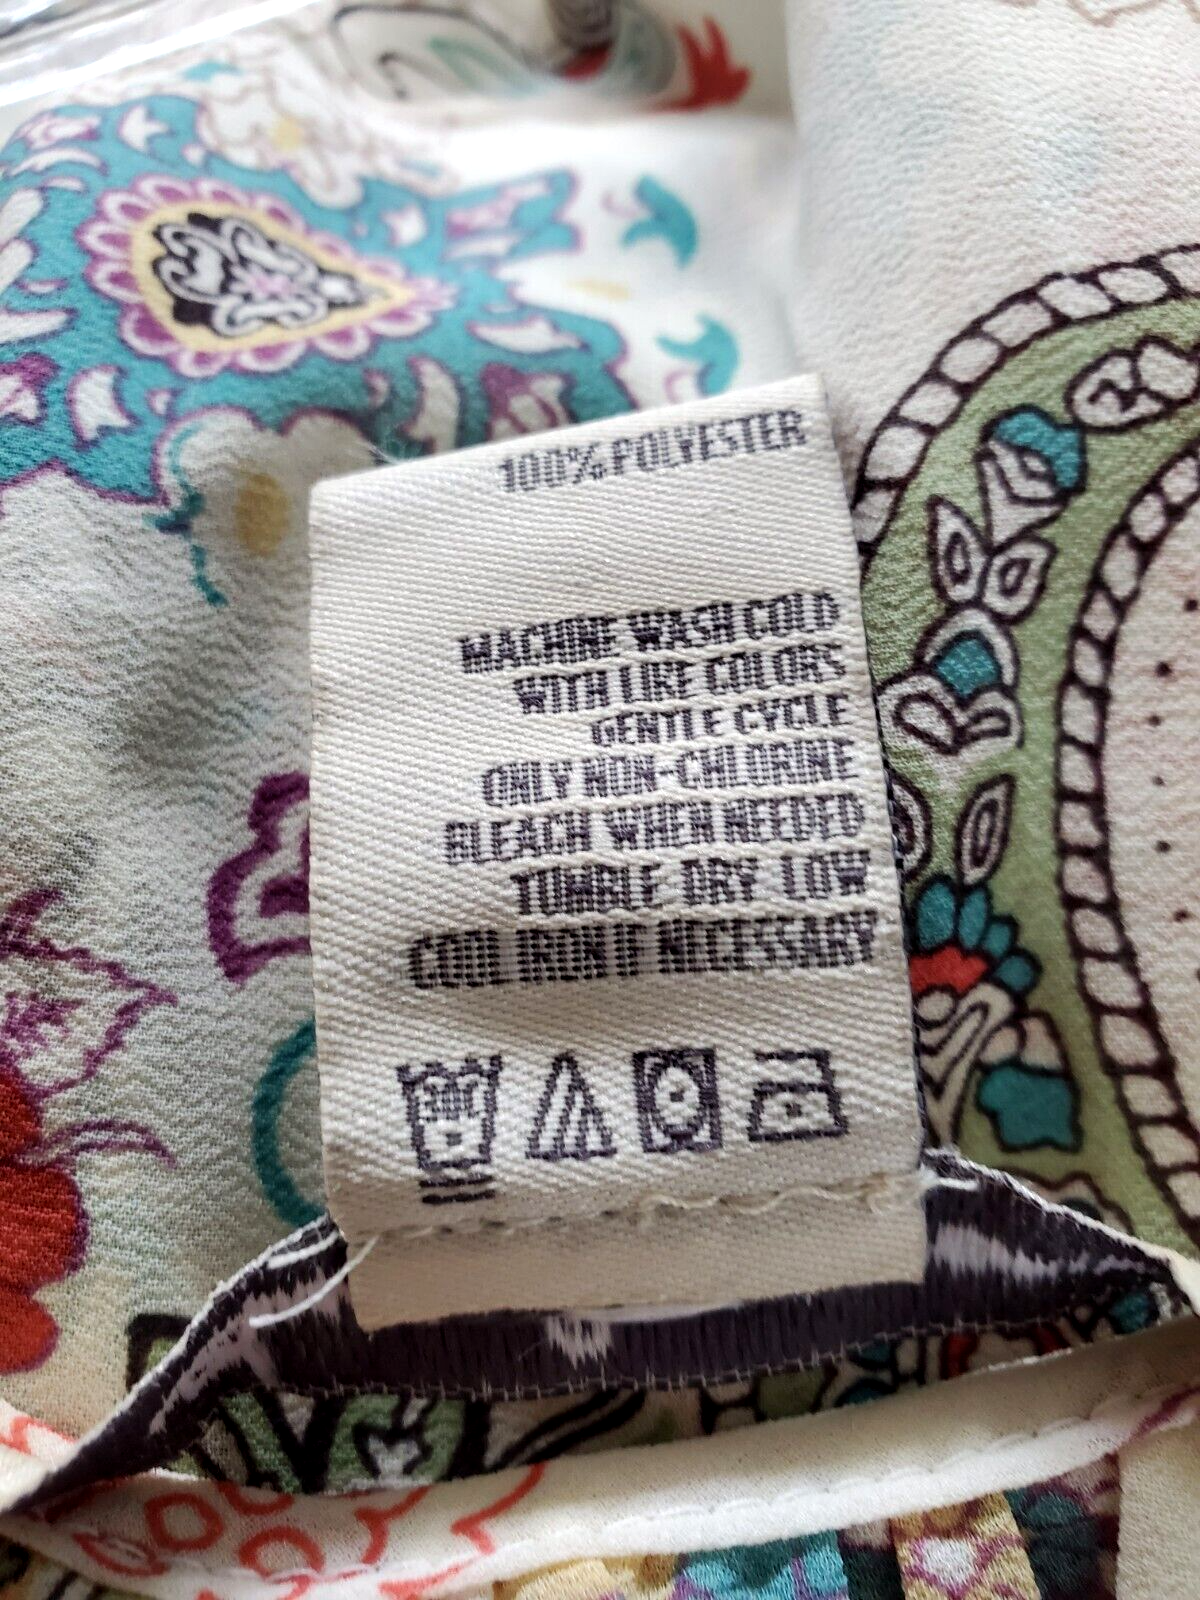 100% POLYESTER
MACHINE WASH COLD
WITH LIKE COLORS
GENTLE CYCLE
ONLY NON-CHLORINE
BLEACH WHEN NEEDED
TUMBLE DRY LOW
COOL IRON IF NECESSARY
30C